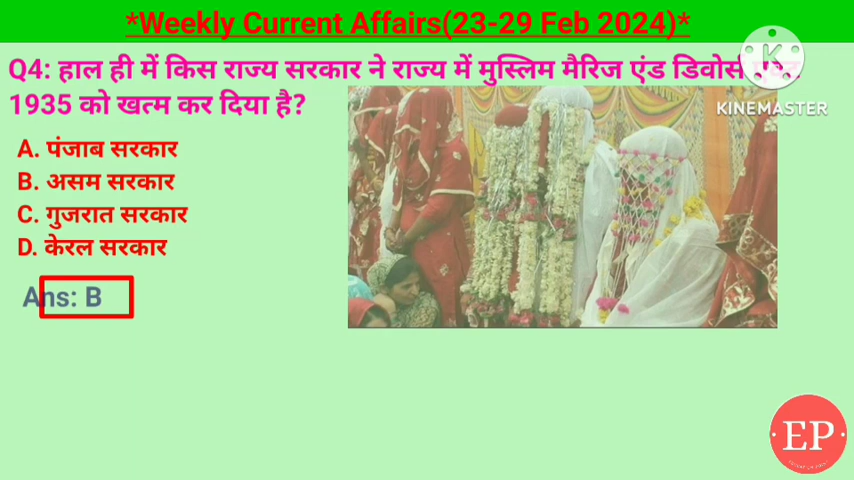 *Weekly Current Affairs(23-29 Feb 2024)*
Q4: हाल ही में किस राज्य सरकार ने राज्य में मुस्लिम मैरिज एंड डिवोर्स
1935 को खत्म कर दिया है?
KINEMASTER
A. पंजाब सरकार
B. असम सरकार
C. गुजरात सरकार
D. केरल सरकार
Ans: B
EP